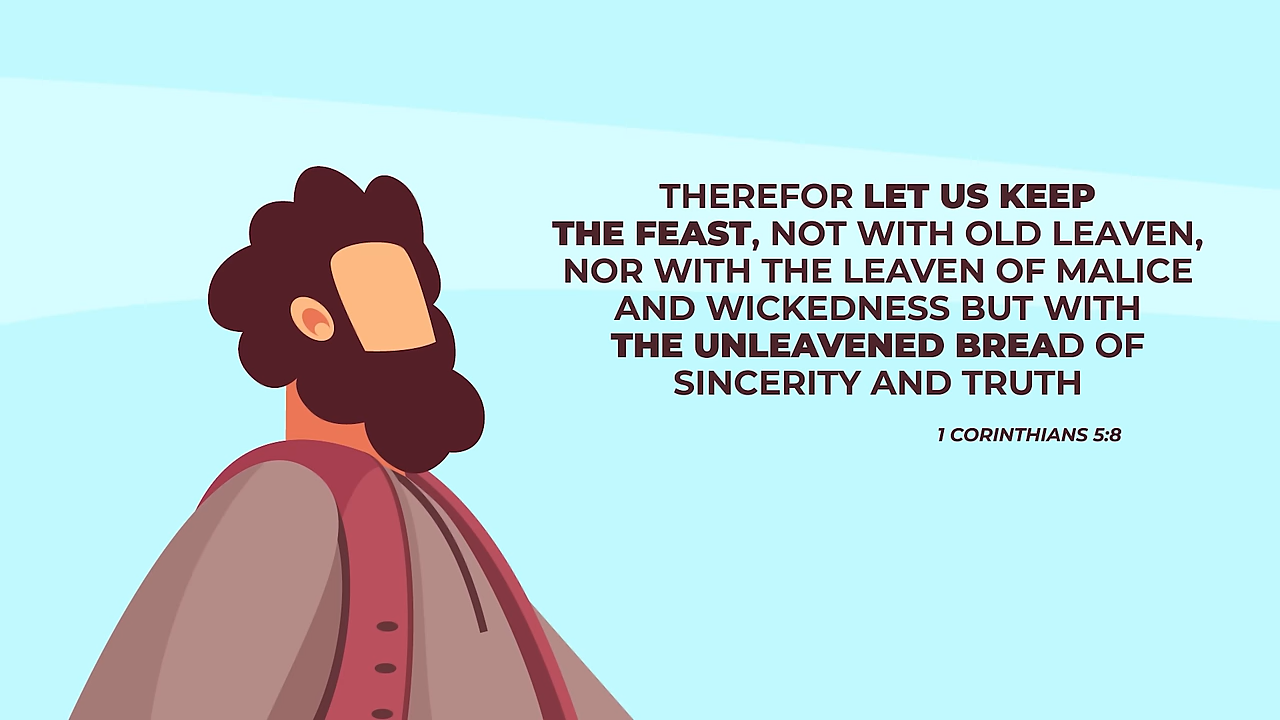 THEREFOR LET US KEEP
THE FEAST, NOT WITH OLD LEAVEN,
NOR WITH THE LEAVEN OF MALICE
AND WICKEDNESS BUT WITH
THE UNLEAVENED BREAD OF
SINCERITY AND TRUTH
1 CORINTHIANS 5:8